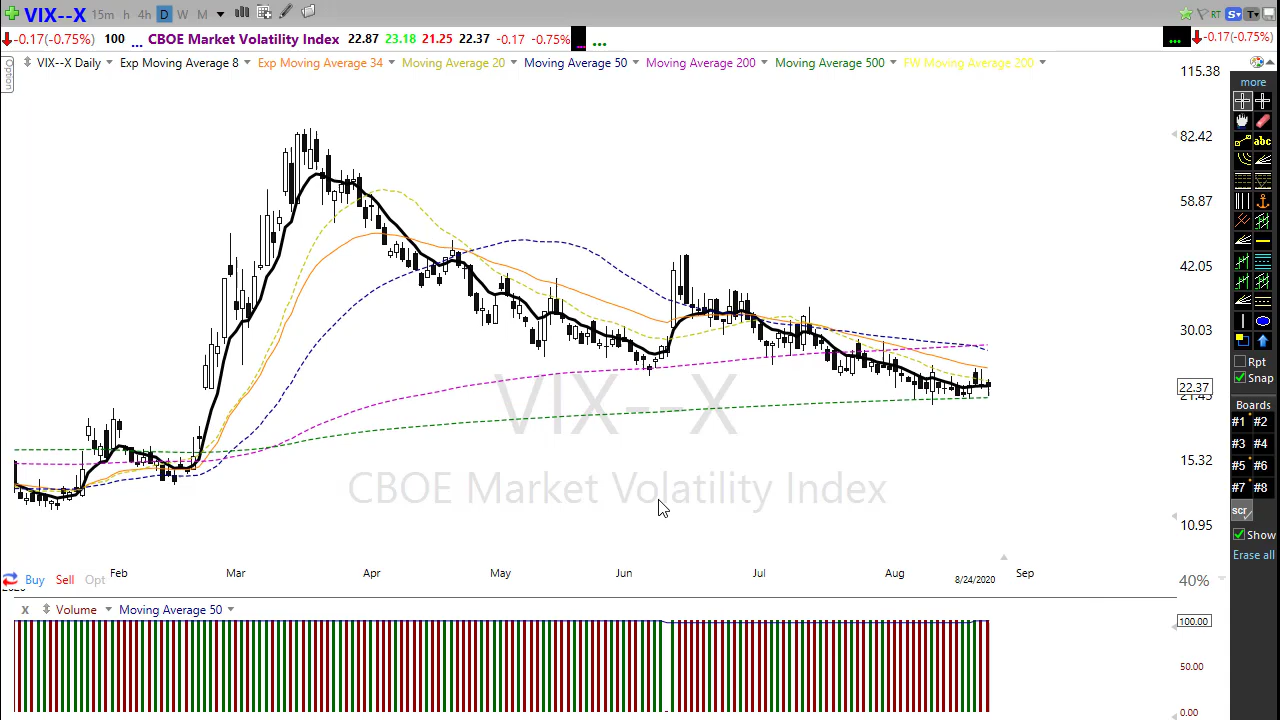 VIX--X 15m h 4h D W M RT S T
-0.17(-0.75%) 100 ... CBOE Market Volatility Index 22.87 23.18 21.25 22.37 -0.17 -0.75% ... ... ... -0.17(-0.75%)
Option
VIX--X Daily Exp Moving Average 8 Exp Moving Average 34 Moving Average 20 Moving Average 50 Moving Average 200 Moving Average 500 FW Moving Average 200
115.38
more
82.42
abc
58.87
42.05
30.03
Rpt
Snap
22.37
VIX--X
Boards
#1 #2
#3 #4
15.32
#5 #6
CBOE Market Volatility Index
#7 #8
scr
10.95
Show
Erase all
Feb Mar Apr May Jun Jul Aug 8/24/2020 Sep
Buy Sell Opt
40%
X Volume Moving Average 50
100.00
50.00
0.00